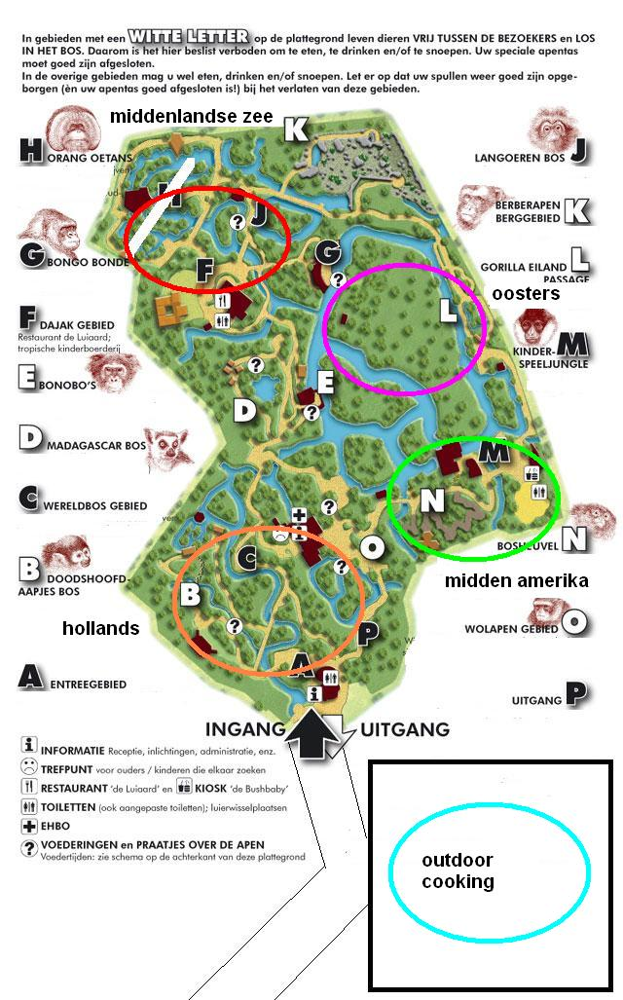 In gebieden met een WITTE LETTER op de plattegrond leven dieren VRIJ TUSSEN DE BEZOEKERS en LOS
IN HET BOS. Daarom is het hier beslist verboden om te eten, te drinken en/of te snoepen. Uw speciale apentas
moet goed zijn afgesloten.
In de overige gebieden mag u wel eten, drinken en/of snoepen. Let er op dat uw spullen weer goed zijn opge-
borgen (èn uw apentas goed afgesloten is!) bij het verlaten van deze gebieden.
middenlandse zee
K
H ORANG OETANS
LANGOEREN BOS J
H
J
?
BERBERAPEN
BERGGEBIED K
G BONGO BONDE
G
?
F
GORILLA EILAND L
PASSAGE
oosters
L
F DAJAK GEBIED
Restaurant de Luiaard;
tropische kinderboerderij
KINDER-
SPEELJUNGLE M
E BONOBO'S
?
E
D
?
D MADAGASCAR BOS
M
C WERELDBOS GEBIED
N
?
BOSHEUVEL N
O
C
?
B DOODSHOOFD-
AAPJES BOS
B
midden amerika
hollands
?
P
WOLAPEN GEBIED O
A ENTREEGEBIED
A
i
UITGANG P
INGANG UITGANG
i INFORMATIE Receptie, inlichtingen, administratie, enz.
TREFPUNT voor ouders / kinderen die elkaar zoeken
RESTAURANT 'de Luiaard' en KIOSK 'de Bushbaby'
TOILETTEN (ook aangepaste toiletten); luierwisselplaatsen
EHBO
? VOEDERINGEN en PRAATJES OVER DE APEN
Voedertijden: zie schema op de achterkant van deze plattegrond
outdoor
cooking